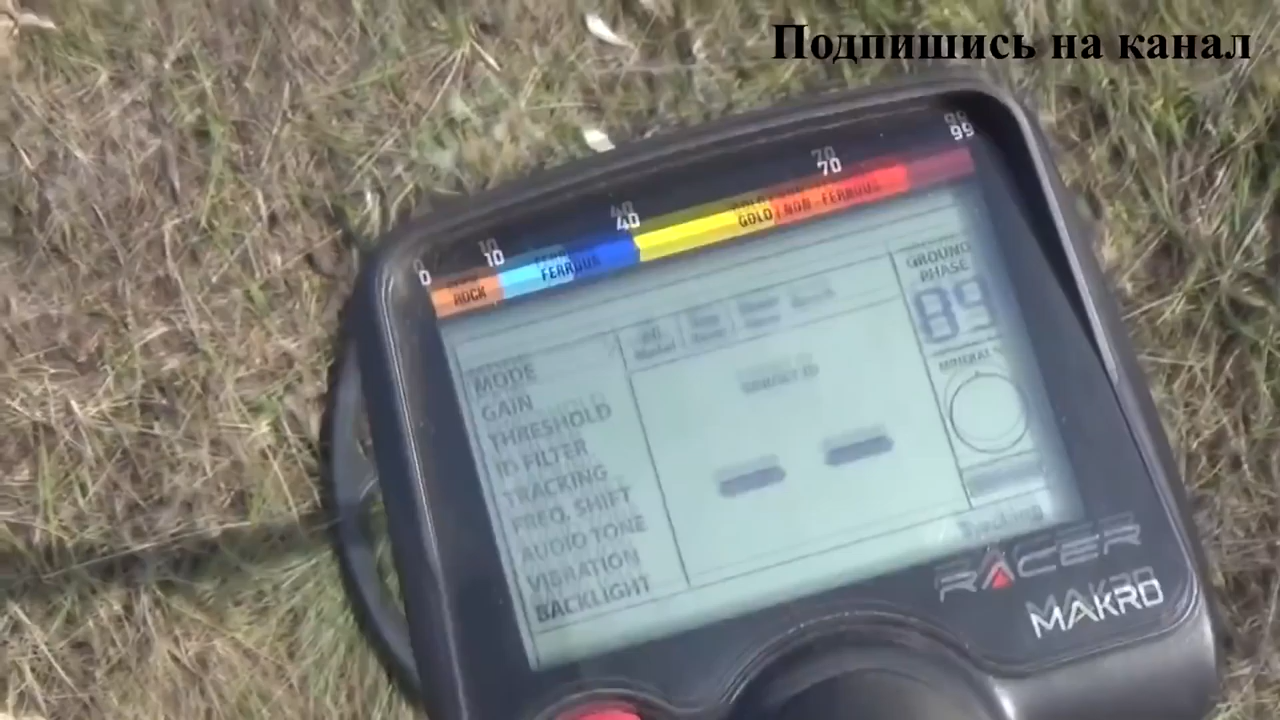 Подпишись на канал
0 10 40 70 99
ROCK FERROUS GOLD / NON - FERROUS
GROUND
PHASE
89
MODE
GAIN
THRESHOLD
ID FILTER
TRACKING
FREQ. SHIFT
AUDIO TONE
VIBRATION
BACKLIGHT
-- --
Tracking
RACER
MAKRO